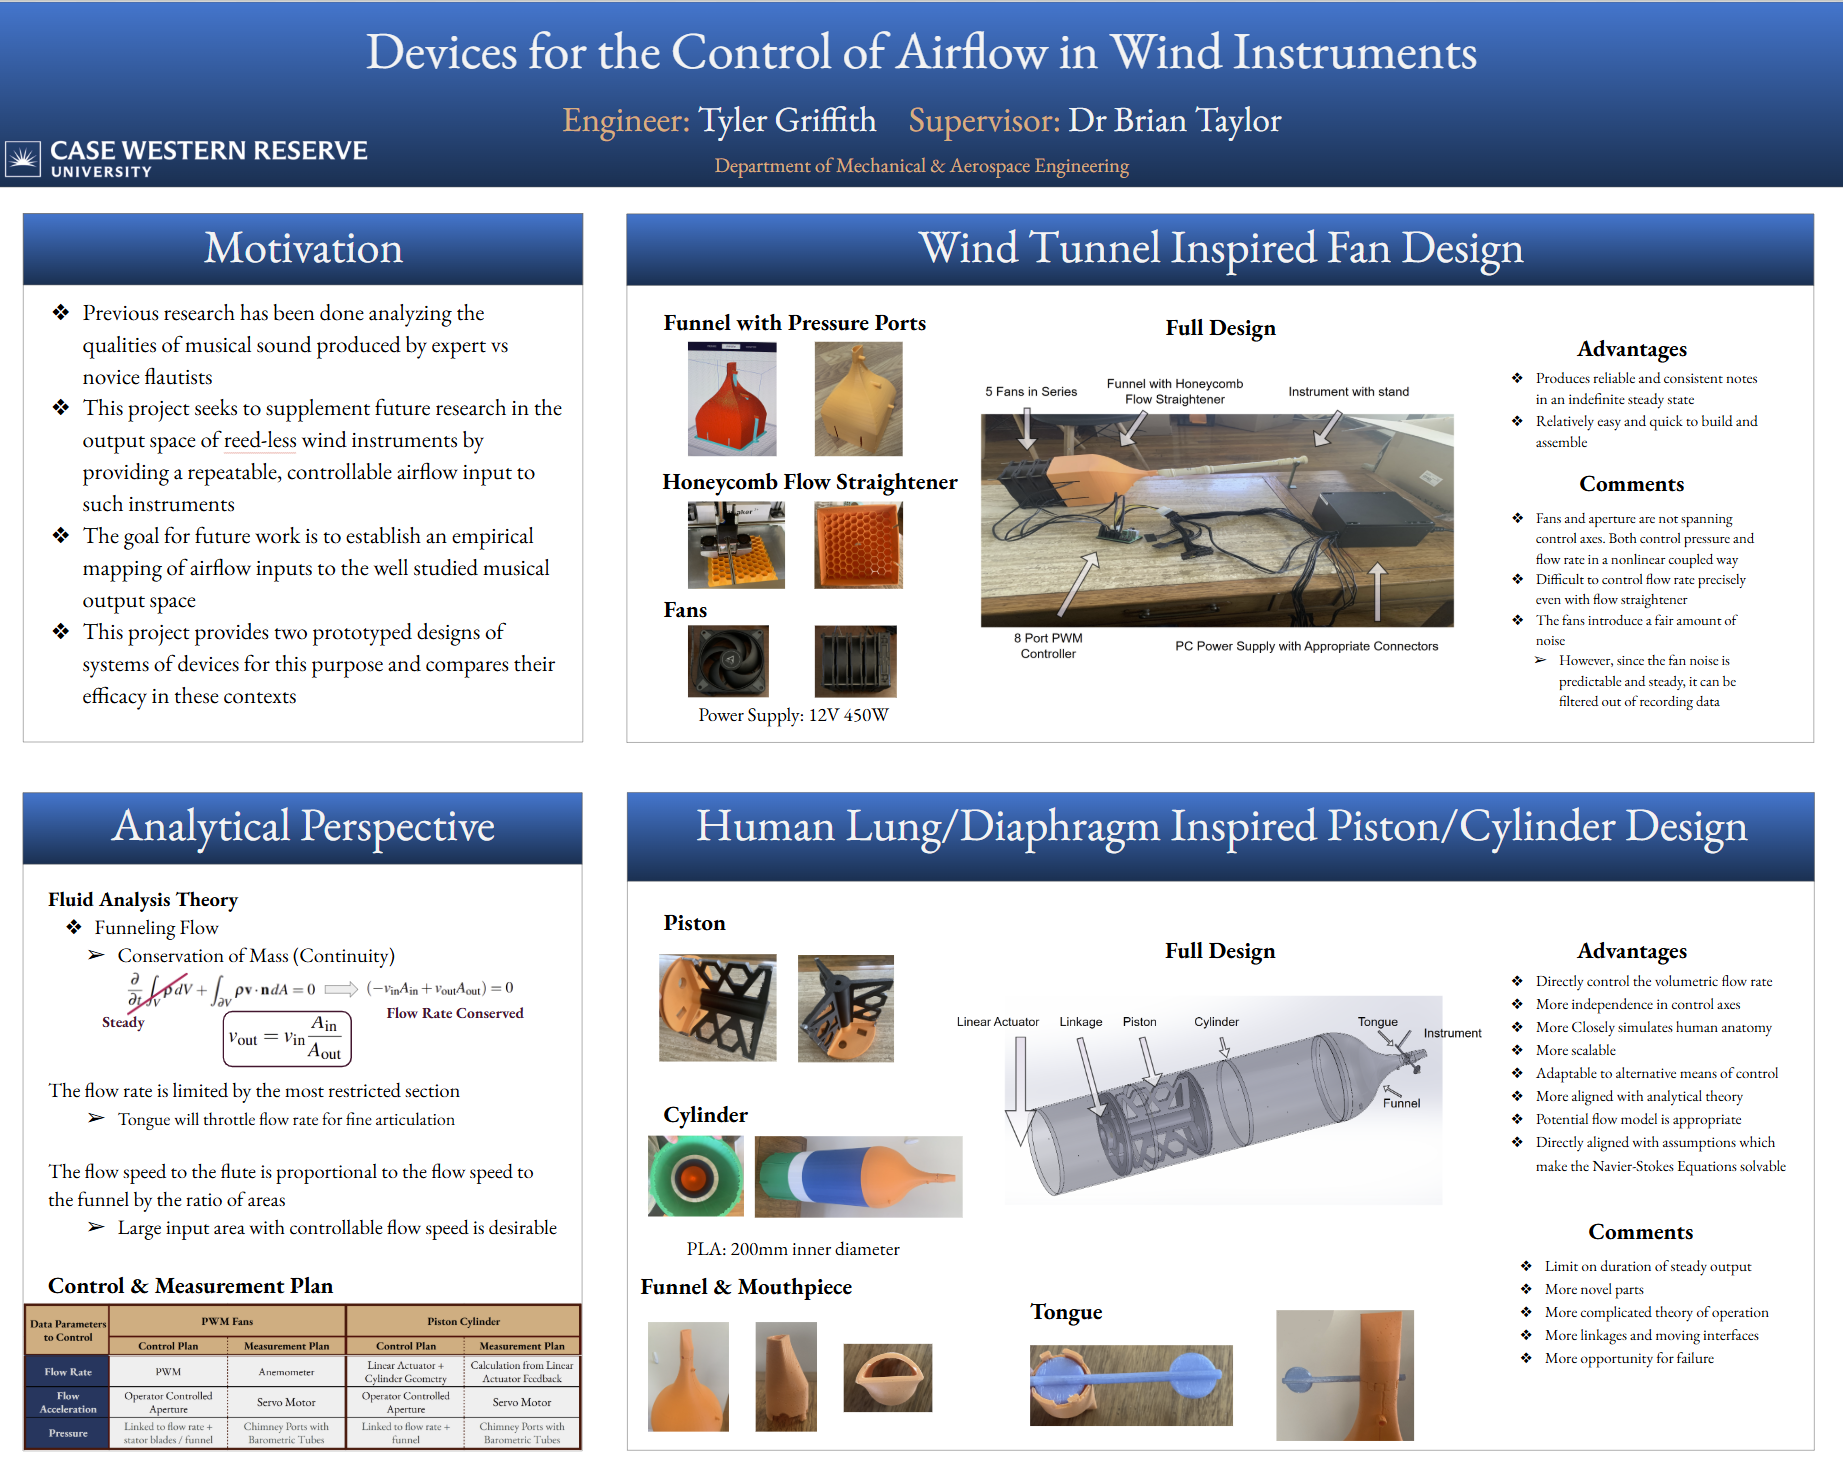 Devices for the Control of Airflow in Wind Instruments
Engineer: Tyler Griffith Supervisor: Dr Brian Taylor
Department of Mechanical & Aerospace Engineering
CASE WESTERN RESERVE
UNIVERSITY
Motivation
❖ Previous research has been done analyzing the
qualities of musical sound produced by expert vs
novice flautists
❖ This project seeks to supplement future research in the
output space of reed-less wind instruments by
providing a repeatable, controllable airflow input to
such instruments
❖ The goal for future work is to establish an empirical
mapping of airflow inputs to the well studied musical
output space
❖ This project provides two prototyped designs of
systems of devices for this purpose and compares their
efficacy in these contexts
Wind Tunnel Inspired Fan Design
Funnel with Pressure Ports
Honeycomb Flow Straightener
Fans
Power Supply: 12V 450W
Full Design
5 Fans in Series
Funnel with Honeycomb
Flow Straightener
Instrument with stand
8 Port PWM
Controller
PC Power Supply with Appropriate Connectors
Advantages
❖ Produces reliable and consistent notes
in an indefinite steady state
❖ Relatively easy and quick to build and
assemble
Comments
❖ Fans and aperture are not spanning
control axes. Both control pressure and
flow rate in a nonlinear coupled way
❖ Difficult to control flow rate precisely
even with flow straightener
❖ The fans introduce a fair amount of
noise
➢ However, since the fan noise is
predictable and steady, it can be
filtered out of recording data
Analytical Perspective
Fluid Analysis Theory
❖ Funneling Flow
➢ Conservation of Mass (Continuity)
∂/∂t ∫_V ρ dV + ∫_∂V ρv · n dA = 0 ⇒ (−v_in A_in + v_out A_out) = 0
Steady
Flow Rate Conserved
v_out = v_in A_in/A_out
The flow rate is limited by the most restricted section
➢ Tongue will throttle flow rate for fine articulation
The flow speed to the flute is proportional to the flow speed to
the funnel by the ratio of areas
➢ Large input area with controllable flow speed is desirable
Control & Measurement Plan
Data Parameters
to Control
PWM Fans
Piston Cylinder
Control Plan
Measurement Plan
Control Plan
Measurement Plan
Flow Rate
PWM
Anemometer
Linear Actuator +
Cylinder Geometry
Calculation from Linear
Actuator Feedback
Flow
Acceleration
Operator Controlled
Aperture
Servo Motor
Operator Controlled
Aperture
Servo Motor
Pressure
Linked to flow rate +
stator blades / funnel
Chimney Ports with
Barometric Tubes
Linked to flow rate +
funnel
Chimney Ports with
Barometric Tubes
Human Lung/Diaphragm Inspired Piston/Cylinder Design
Piston
Cylinder
PLA: 200mm inner diameter
Funnel & Mouthpiece
Full Design
Linear Actuator
Linkage
Piston
Cylinder
Tongue
Instrument
Funnel
Tongue
Advantages
❖ Directly control the volumetric flow rate
❖ More independence in control axes
❖ More Closely simulates human anatomy
❖ More scalable
❖ Adaptable to alternative means of control
❖ More aligned with analytical theory
❖ Potential flow model is appropriate
❖ Directly aligned with assumptions which
make the Navier-Stokes Equations solvable
Comments
❖ Limit on duration of steady output
❖ More novel parts
❖ More complicated theory of operation
❖ More linkages and moving interfaces
❖ More opportunity for failure